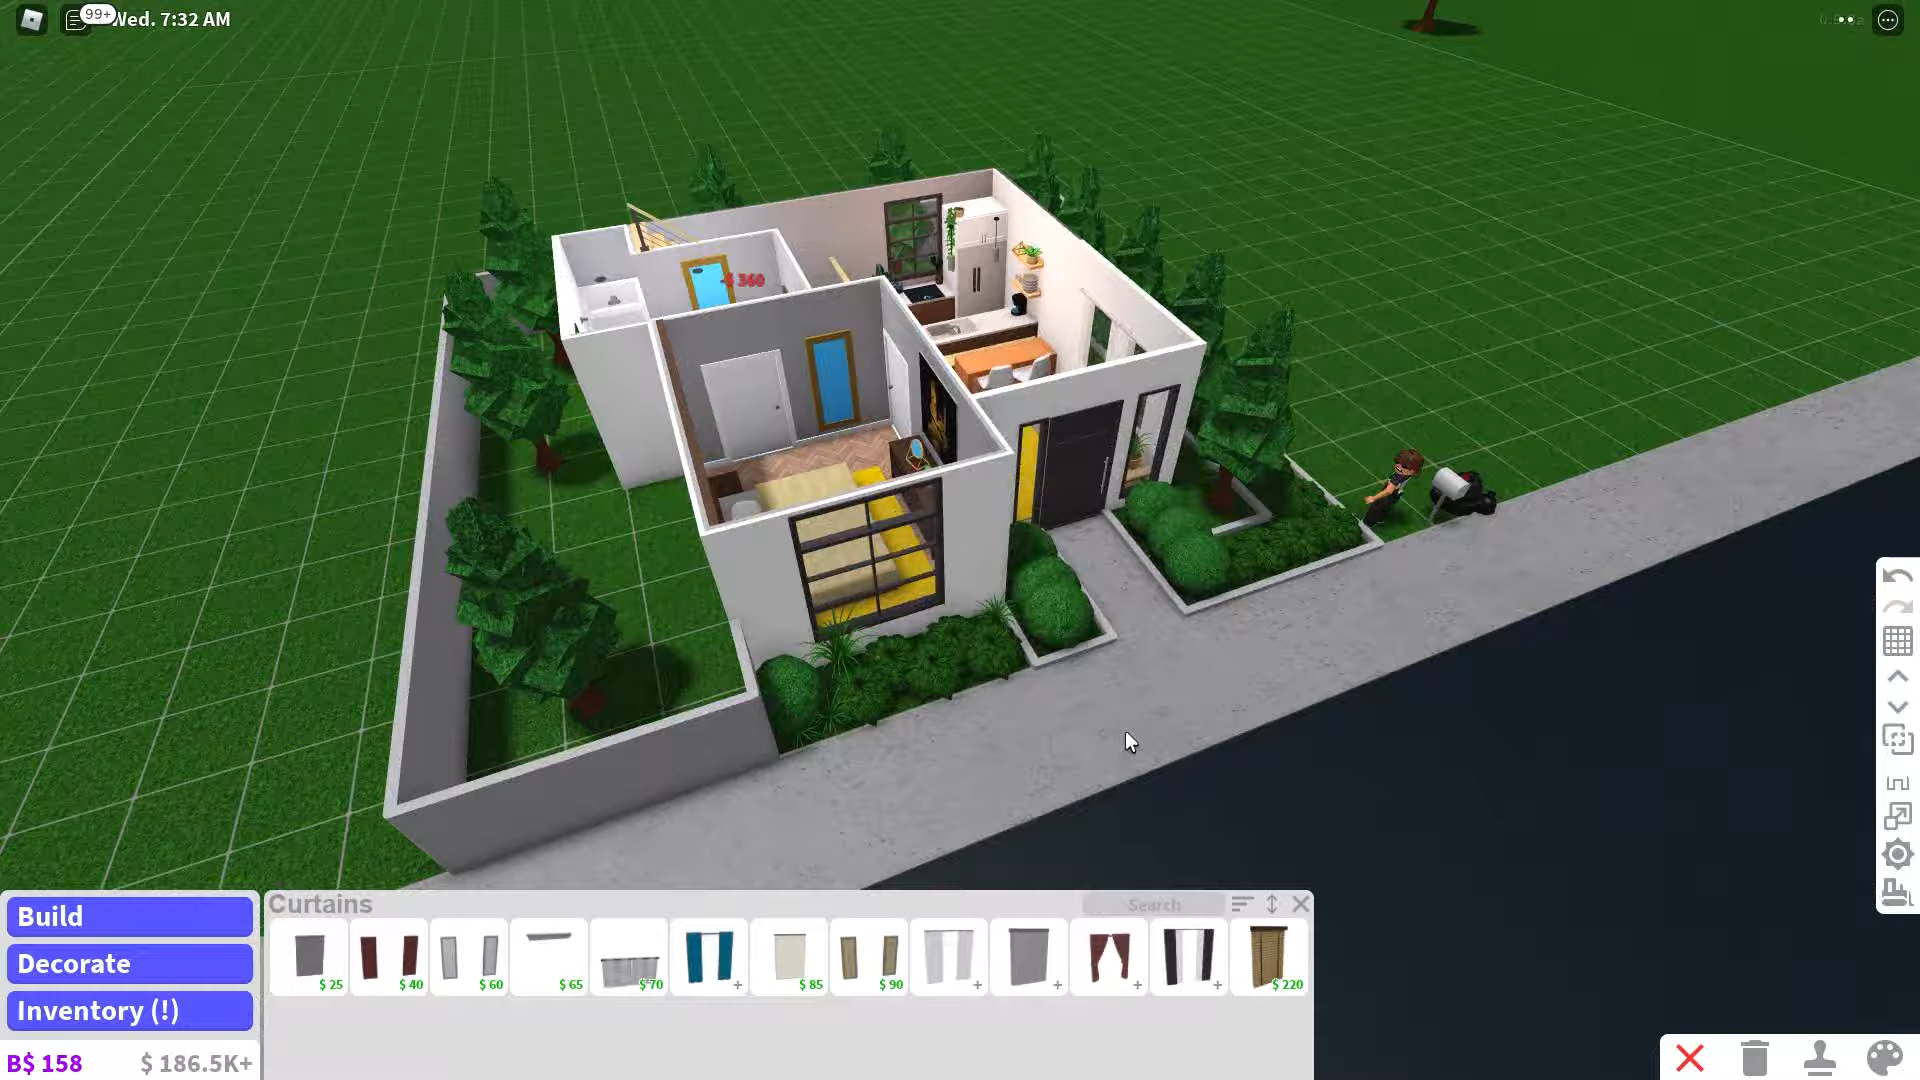 99+
Wed. 7:32 AM
-$ 360
Build
Decorate
Inventory (!)
B$ 158
$ 186.5K+
Curtains
Search
$ 25
$ 40
$ 60
$ 65
$ 70
+
$ 85
$ 90
+
+
+
+
$ 220